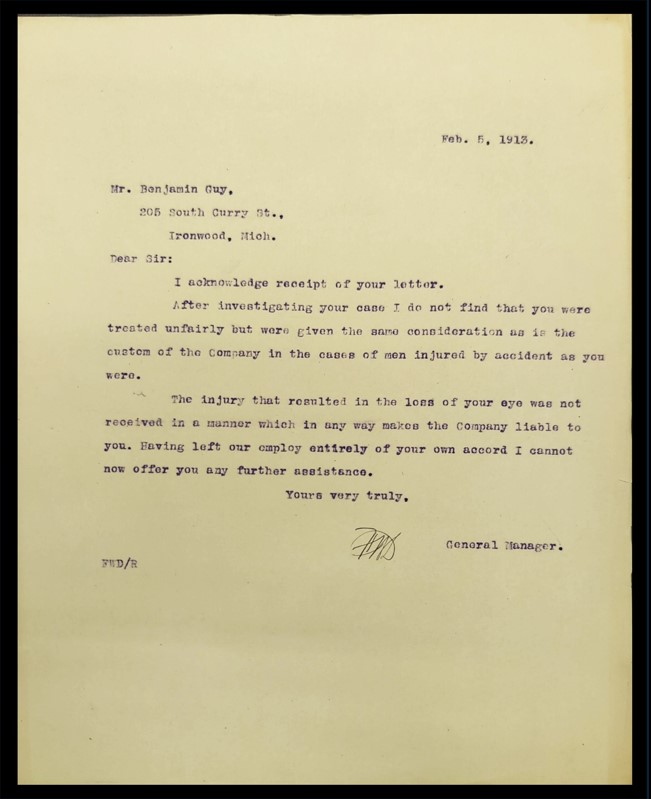 Feb. 5, 1913.
Mr. Benjamin Guy,
205 South Curry St.,
Ironwood, Mich.
Dear Sir:
I acknowledge receipt of your letter.
After investigating your case I do not find that you were
treated unfairly but were given the same consideration as is the
custom of the Company in the cases of men injured by accident as you
were.
The injury that resulted in the loss of your eye was not
received in a manner which in any way makes the Company liable to
you. Having left our employ entirely of your own accord I cannot
now offer you any further assistance.
Yours very truly,
FWD
General Manager.
FWD/R